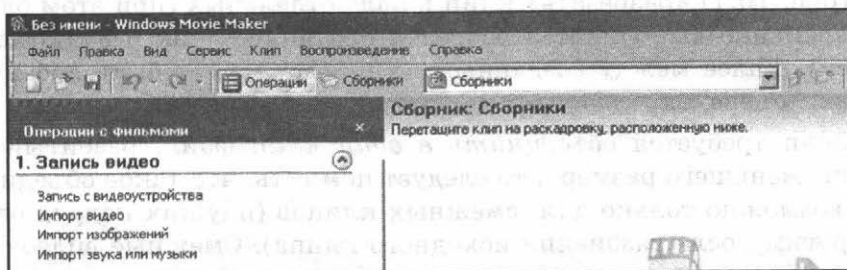 Без имени - Windows Movie Maker
Файл Правка Вид Сервис Клип Воспроизведение Справка
Операции Сборники Сборники
Операции с фильмами
Сборник: Сборники
Перетащите клип на раскадровку, расположенную ниже.
1. Запись видео
Запись с видеоустройства
Импорт видео
Импорт изображений
Импорт звука или музыки